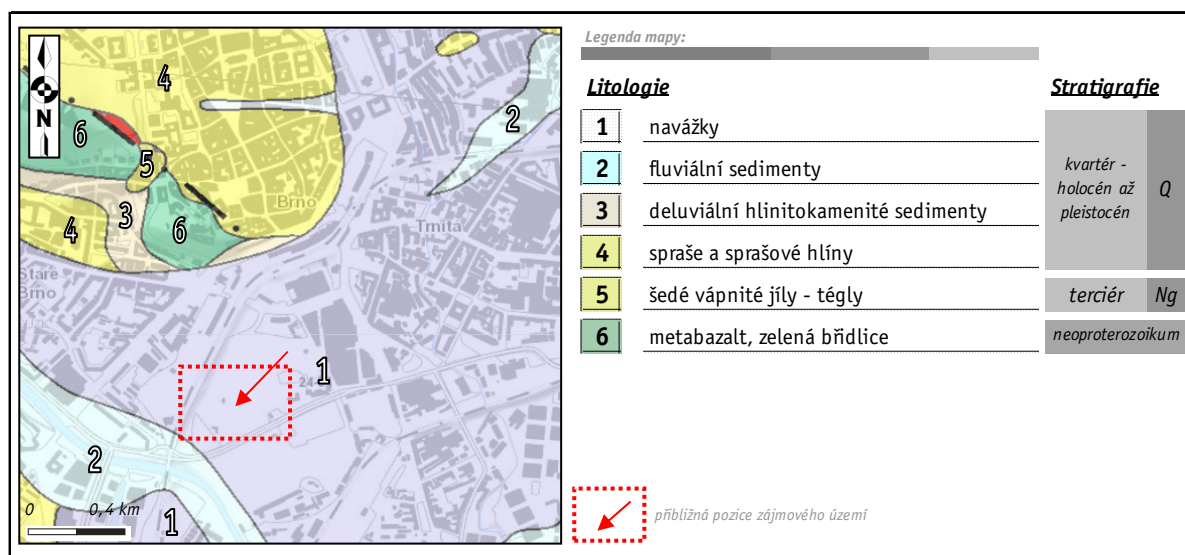 N
4
6
5
3
4
6
Brno
2
Trnitá
Staré
Brno
1
2
1
0 0,4 km
Legenda mapy:
Litologie Stratigrafie
1 navážky
2 fluviální sedimenty
3 deluviální hlinitokamenité sedimenty
4 spraše a sprašové hlíny
kvartér -
holocén až
pleistocén
Q
5 šedé vápnité jíly - tégly terciér Ng
6 metabazalt, zelená břidlice neoproterozoikum
přibližná pozice zájmového území